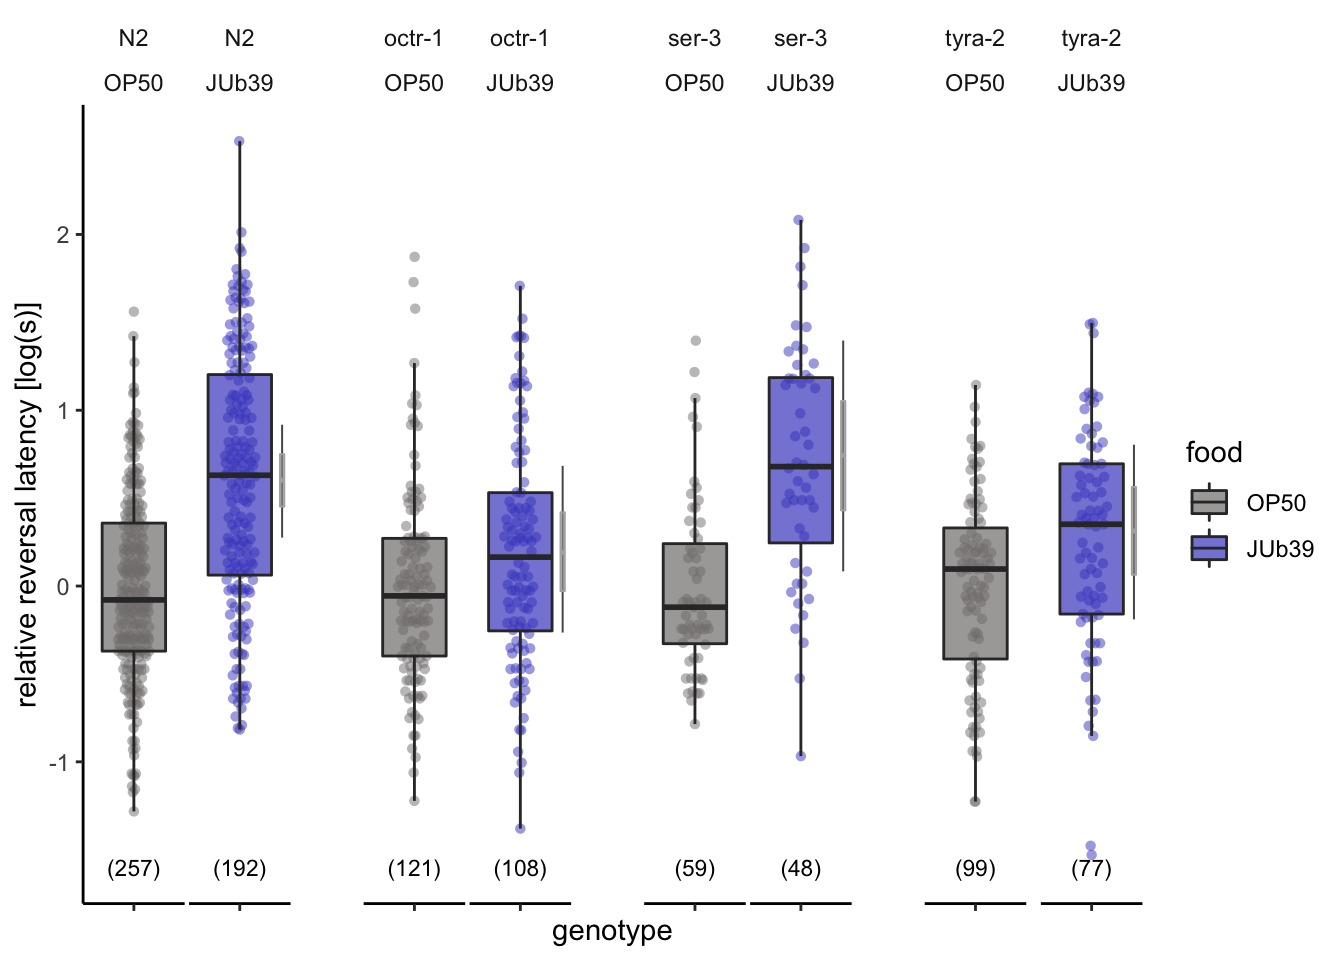 N2 N2 octr-1 octr-1 ser-3 ser-3 tyra-2 tyra-2
OP50 JUb39 OP50 JUb39 OP50 JUb39 OP50 JUb39
relative reversal latency [log(s)]
2
1
0
-1
food
OP50
JUb39
(257) (192) (121) (108) (59) (48) (99) (77)
genotype